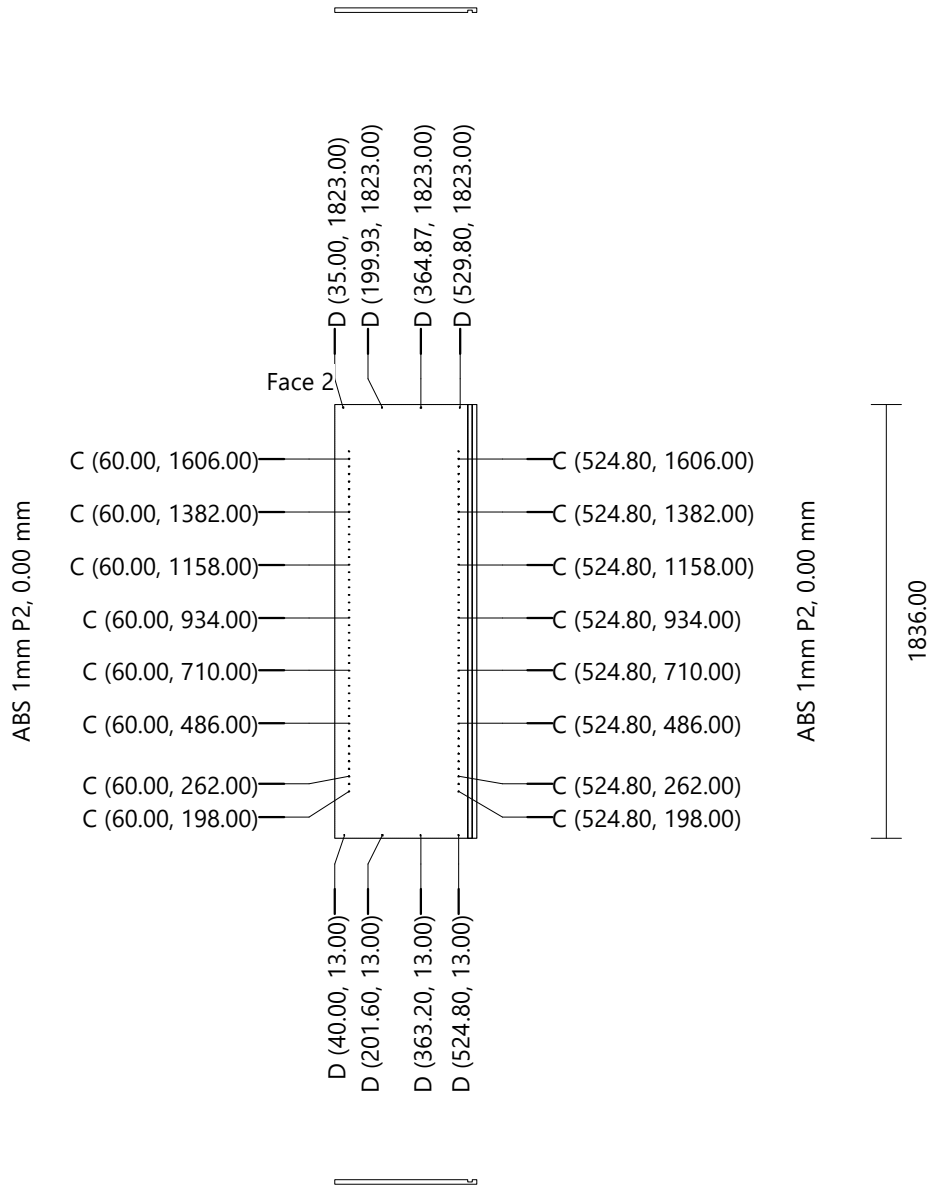 D (35.00, 1823.00)
D (199.93, 1823.00)
D (364.87, 1823.00)
D (529.80, 1823.00)
Face 2
C (60.00, 1606.00)
C (60.00, 1382.00)
C (60.00, 1158.00)
C (60.00, 934.00)
C (60.00, 710.00)
C (60.00, 486.00)
C (60.00, 262.00)
C (60.00, 198.00)
ABS 1mm P2, 0.00 mm
C (524.80, 1606.00)
C (524.80, 1382.00)
C (524.80, 1158.00)
C (524.80, 934.00)
C (524.80, 710.00)
C (524.80, 486.00)
C (524.80, 262.00)
C (524.80, 198.00)
ABS 1mm P2, 0.00 mm
1836.00
D (40.00, 13.00)
D (201.60, 13.00)
D (363.20, 13.00)
D (524.80, 13.00)